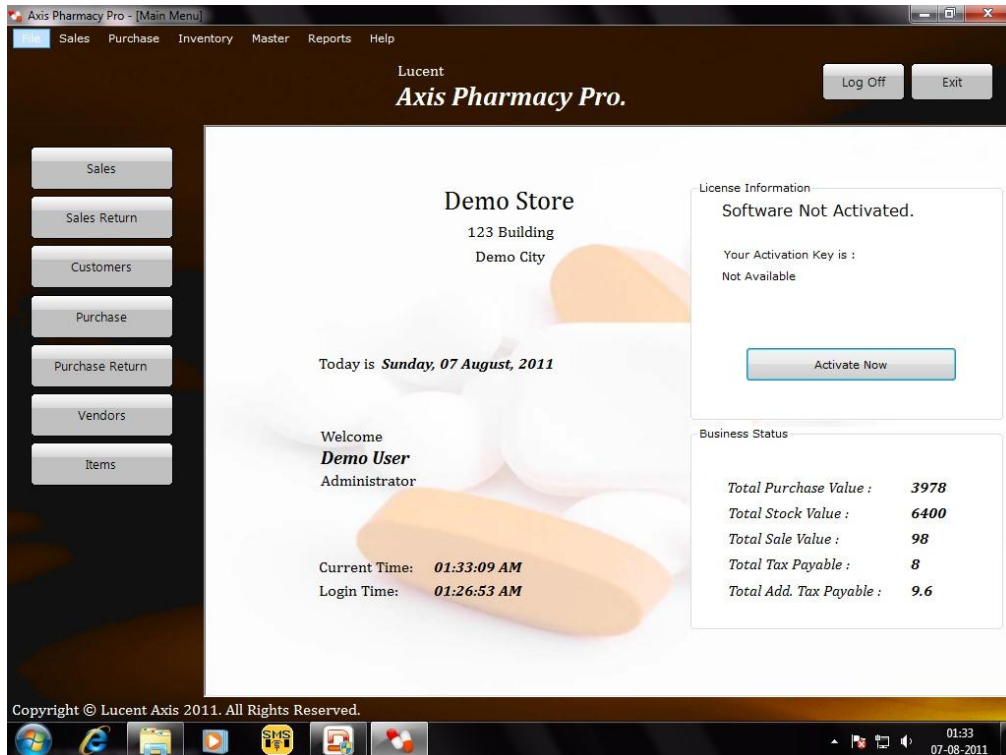 Axis Pharmacy Pro - [Main Menu]
File Sales Purchase Inventory Master Reports Help
Lucent
Axis Pharmacy Pro.
Log Off Exit
Sales
Sales Return
Customers
Purchase
Purchase Return
Vendors
Items
Demo Store
123 Building
Demo City
Today is Sunday, 07 August, 2011
Welcome
Demo User
Administrator
Current Time: 01:33:09 AM
Login Time: 01:26:53 AM
License Information
Software Not Activated.
Your Activation Key is :
Not Available
Activate Now
Business Status
Total Purchase Value : 3978
Total Stock Value : 6400
Total Sale Value : 98
Total Tax Payable : 8
Total Add. Tax Payable : 9.6
Copyright © Lucent Axis 2011. All Rights Reserved.
SMS
01:33
07-08-2011